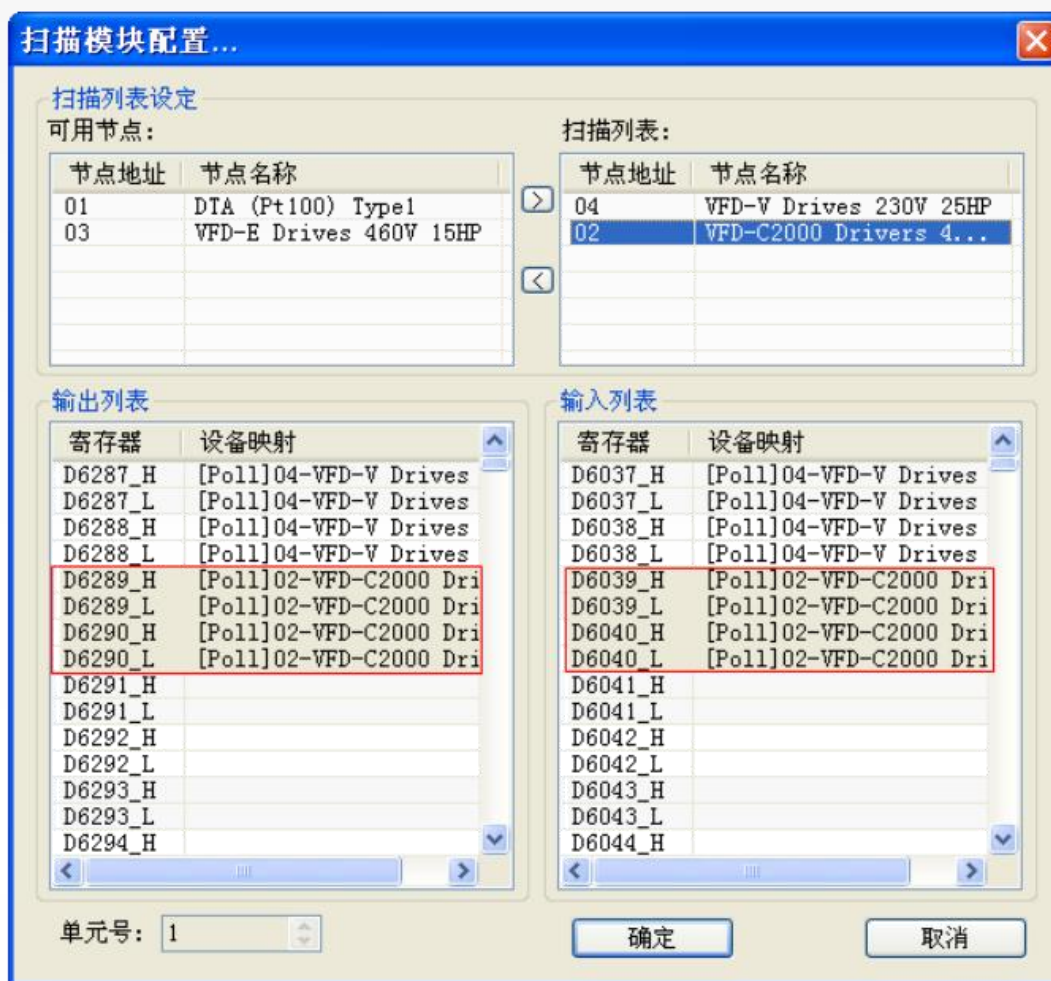 扫描模块配置...
扫描列表设定
可用节点:
节点地址 节点名称
01 DTA (Pt100) Type1
03 VFD-E Drives 460V 15HP
>
<
扫描列表:
节点地址 节点名称
04 VFD-V Drives 230V 25HP
02 VFD-C2000 Drivers 4...
输出列表
寄存器 设备映射
D6287_H [Poll]04-VFD-V Drives
D6287_L [Poll]04-VFD-V Drives
D6288_H [Poll]04-VFD-V Drives
D6288_L [Poll]04-VFD-V Drives
D6289_H [Poll]02-VFD-C2000 Dri
D6289_L [Poll]02-VFD-C2000 Dri
D6290_H [Poll]02-VFD-C2000 Dri
D6290_L [Poll]02-VFD-C2000 Dri
D6291_H
D6291_L
D6292_H
D6292_L
D6293_H
D6293_L
D6294_H
输入列表
寄存器 设备映射
D6037_H [Poll]04-VFD-V Drives
D6037_L [Poll]04-VFD-V Drives
D6038_H [Poll]04-VFD-V Drives
D6038_L [Poll]04-VFD-V Drives
D6039_H [Poll]02-VFD-C2000 Dri
D6039_L [Poll]02-VFD-C2000 Dri
D6040_H [Poll]02-VFD-C2000 Dri
D6040_L [Poll]02-VFD-C2000 Dri
D6041_H
D6041_L
D6042_H
D6042_L
D6043_H
D6043_L
D6044_H
单元号: 1
确定
取消